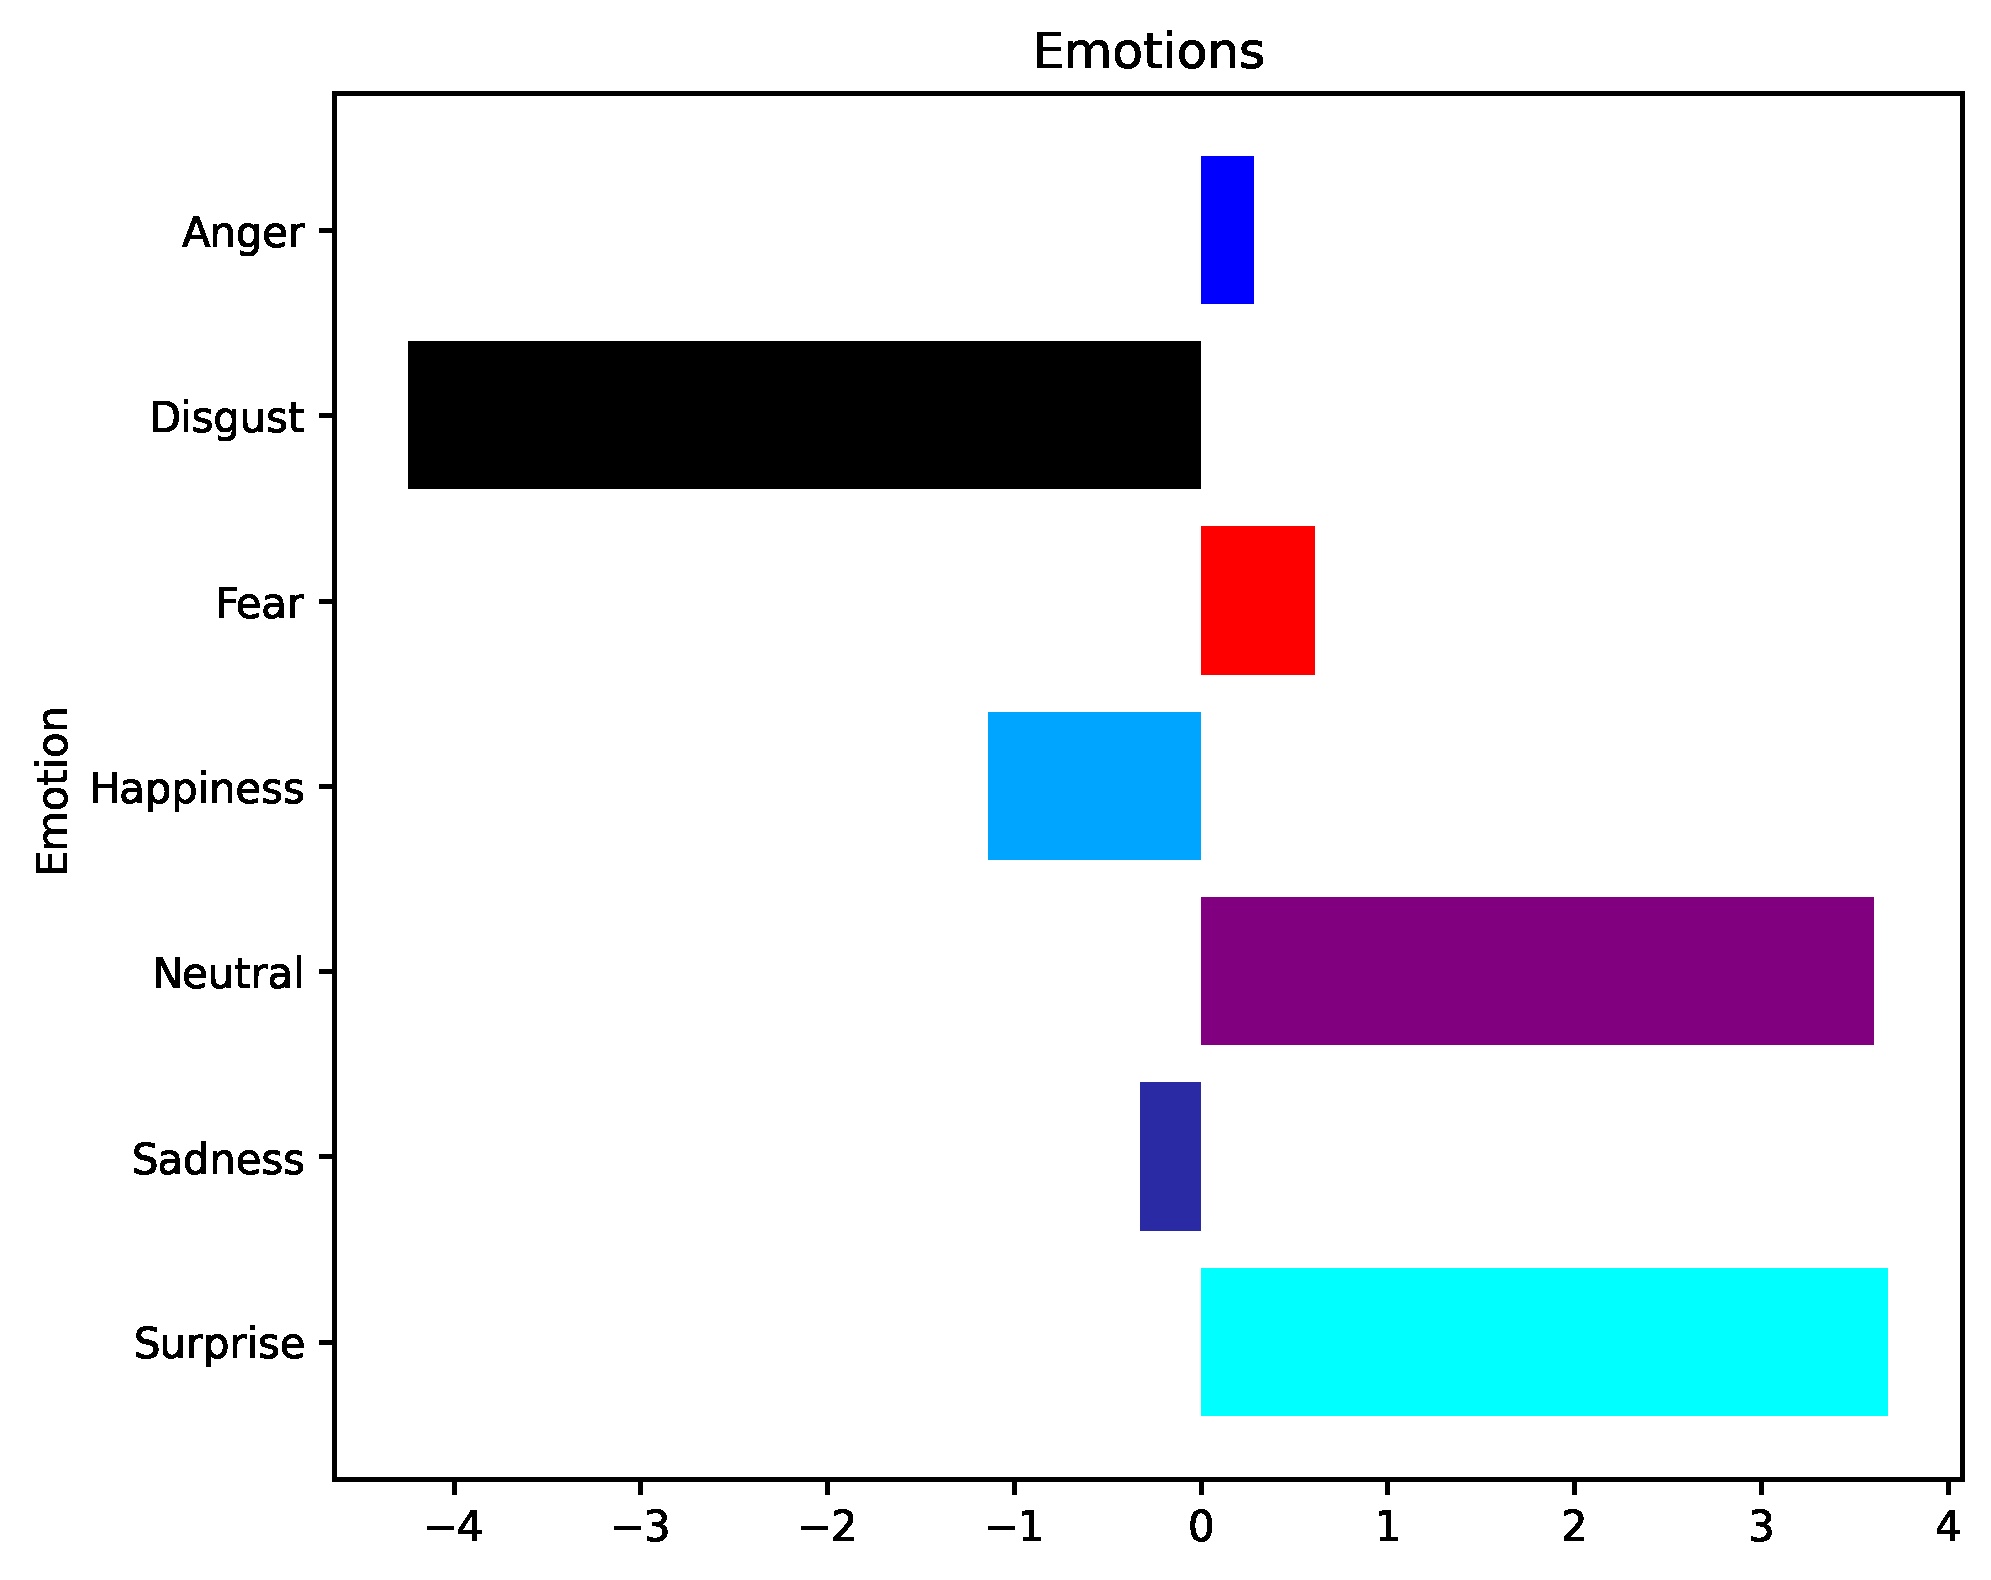 Emotions
Anger
Disgust
Fear
Happiness
Neutral
Sadness
Surprise
Emotion
−4 −3 −2 −1 0 1 2 3 4